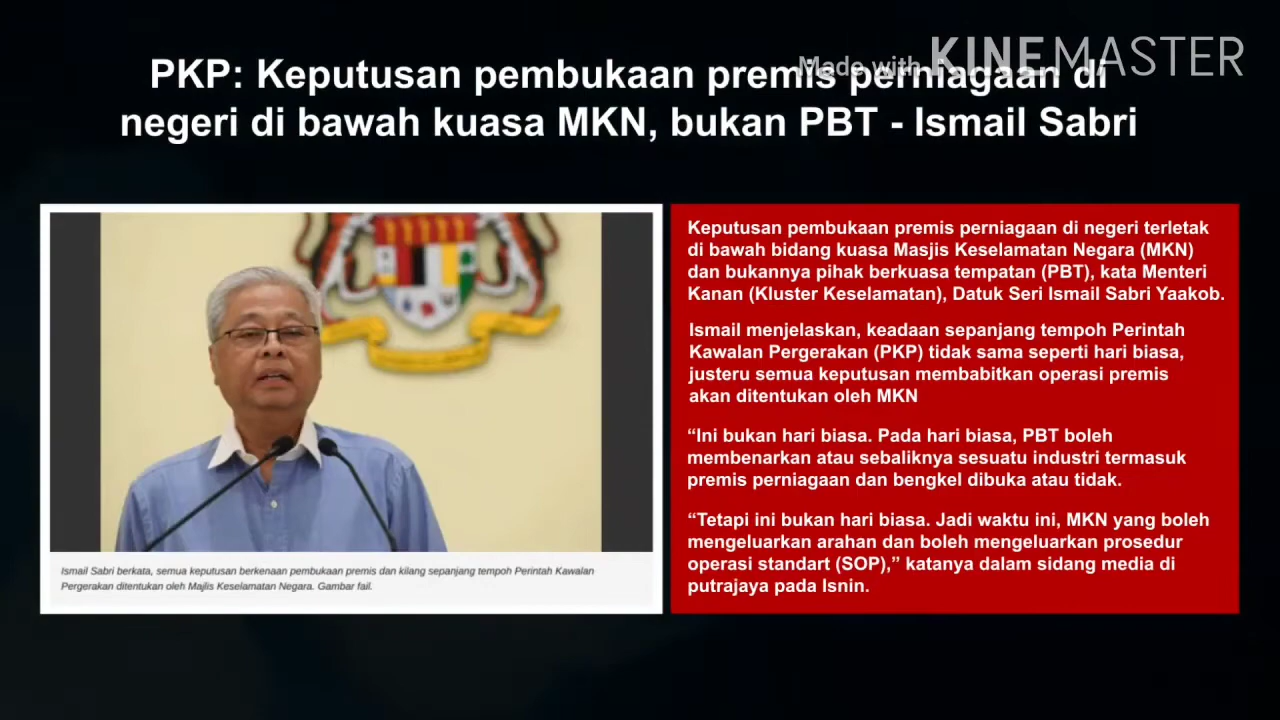 Made with KINEMASTER
PKP: Keputusan pembukaan premis perniagaan di
negeri di bawah kuasa MKN, bukan PBT - Ismail Sabri
Ismail Sabri berkata, semua keputusan berkenaan pembukaan premis dan kilang sepanjang tempoh Perintah Kawalan
Pergerakan ditentukan oleh Majlis Keselamatan Negara. Gambar fail.
Keputusan pembukaan premis perniagaan di negeri terletak
di bawah bidang kuasa Masjis Keselamatan Negara (MKN)
dan bukannya pihak berkuasa tempatan (PBT), kata Menteri
Kanan (Kluster Keselamatan), Datuk Seri Ismail Sabri Yaakob.
Ismail menjelaskan, keadaan sepanjang tempoh Perintah
Kawalan Pergerakan (PKP) tidak sama seperti hari biasa,
justeru semua keputusan membabitkan operasi premis
akan ditentukan oleh MKN
“Ini bukan hari biasa. Pada hari biasa, PBT boleh
membenarkan atau sebaliknya sesuatu industri termasuk
premis perniagaan dan bengkel dibuka atau tidak.
“Tetapi ini bukan hari biasa. Jadi waktu ini, MKN yang boleh
mengeluarkan arahan dan boleh mengeluarkan prosedur
operasi standart (SOP),” katanya dalam sidang media di
putrajaya pada Isnin.